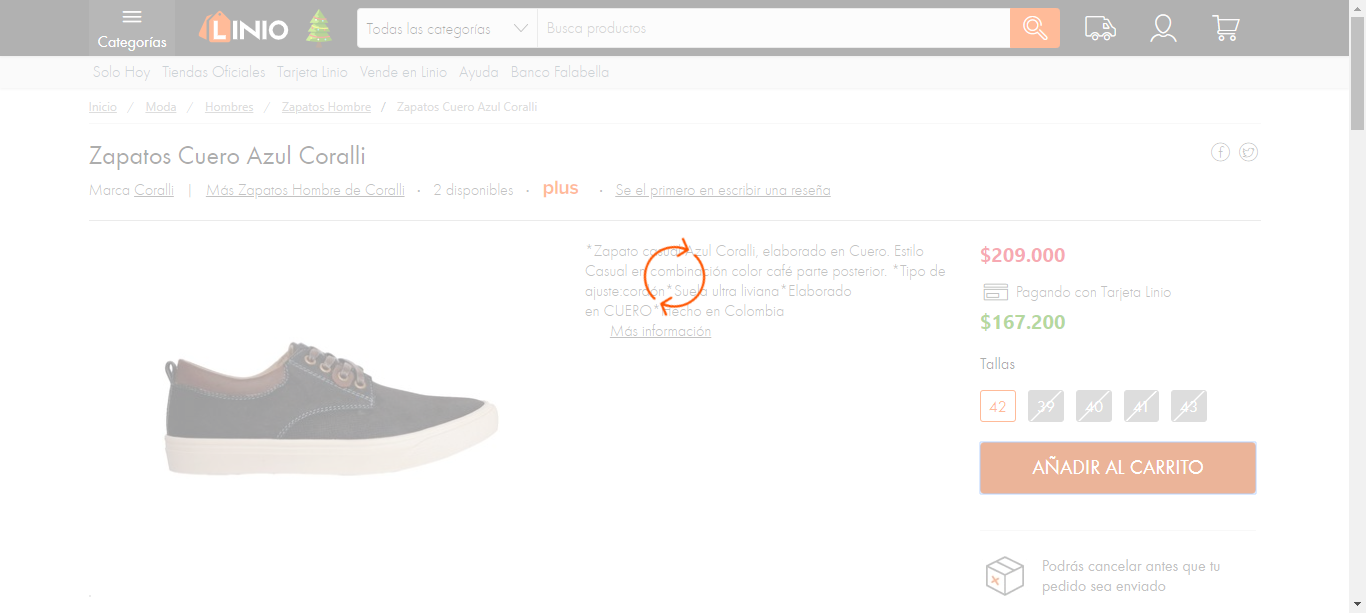 Categorías
LINIO
Todas las categorías
Busca productos
Solo Hoy Tiendas Oficiales Tarjeta Linio Vende en Linio Ayuda Banco Falabella
Inicio / Moda / Hombres / Zapatos Hombre / Zapatos Cuero Azul Coralli
Zapatos Cuero Azul Coralli
Marca Coralli | Más Zapatos Hombre de Coralli · 2 disponibles · plus · Se el primero en escribir una reseña
*Zapato casual Azul Coralli, elaborado en Cuero. Estilo
Casual en combinación color café parte posterior. *Tipo de
ajuste:cordón*Suela ultra liviana*Elaborado
en CUERO*Hecho en Colombia
Más información
$209.000
Pagando con Tarjeta Linio
$167.200
Tallas
42 39 40 41 43
AÑADIR AL CARRITO
Podrás cancelar antes que tu
pedido sea enviado